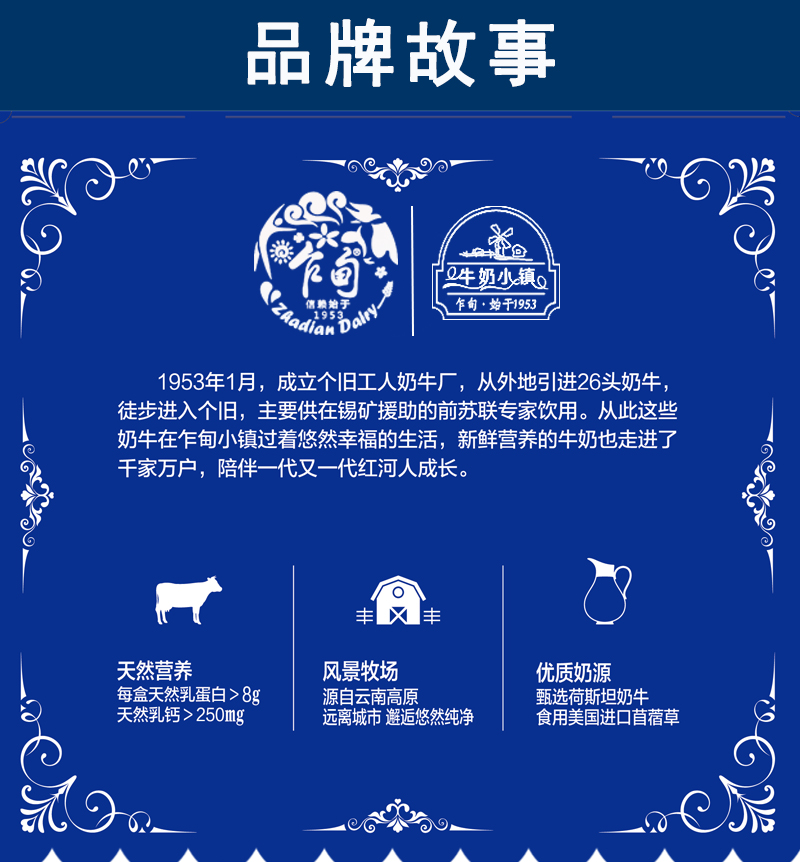 品牌故事
乍甸
®
信赖始于
1953
Zhadian Dairy
牛奶小镇
乍甸·始于1953
1953年1月，成立个旧工人奶牛厂，从外地引进26头奶牛，
徒步进入个旧，主要供在锡矿援助的前苏联专家饮用。从此这些
奶牛在乍甸小镇过着悠然幸福的生活，新鲜营养的牛奶也走进了
千家万户，陪伴一代又一代红河人成长。
天然营养
每盒天然乳蛋白＞8g
天然乳钙＞250mg
风景牧场
源自云南高原
远离城市 邂逅悠然纯净
优质奶源
甄选荷斯坦奶牛
食用美国进口苜蓿草